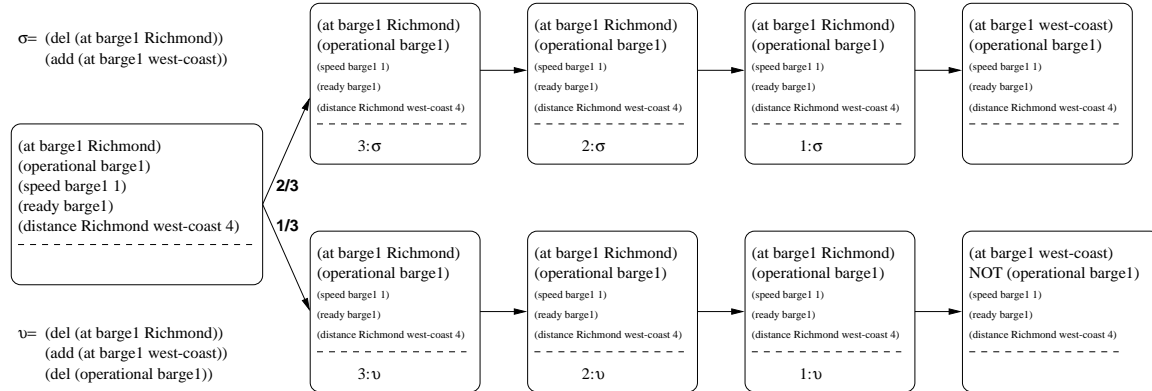 σ= (del (at barge1 Richmond))
(add (at barge1 west-coast))
(at barge1 Richmond)
(operational barge1)
(speed barge1 1)
(ready barge1)
(distance Richmond west-coast 4)
2/3
1/3
υ= (del (at barge1 Richmond))
(add (at barge1 west-coast))
(del (operational barge1))
(at barge1 Richmond)
(operational barge1)
(speed barge1 1)
(ready barge1)
(distance Richmond west-coast 4)
3:σ
(at barge1 Richmond)
(operational barge1)
(speed barge1 1)
(ready barge1)
(distance Richmond west-coast 4)
2:σ
(at barge1 Richmond)
(operational barge1)
(speed barge1 1)
(ready barge1)
(distance Richmond west-coast 4)
1:σ
(at barge1 west-coast)
(operational barge1)
(speed barge1 1)
(ready barge1)
(distance Richmond west-coast 4)
(at barge1 Richmond)
(operational barge1)
(speed barge1 1)
(ready barge1)
(distance Richmond west-coast 4)
3:υ
(at barge1 Richmond)
(operational barge1)
(speed barge1 1)
(ready barge1)
(distance Richmond west-coast 4)
2:υ
(at barge1 Richmond)
(operational barge1)
(speed barge1 1)
(ready barge1)
(distance Richmond west-coast 4)
1:υ
(at barge1 west-coast)
NOT (operational barge1)
(speed barge1 1)
(ready barge1)
(distance Richmond west-coast 4)